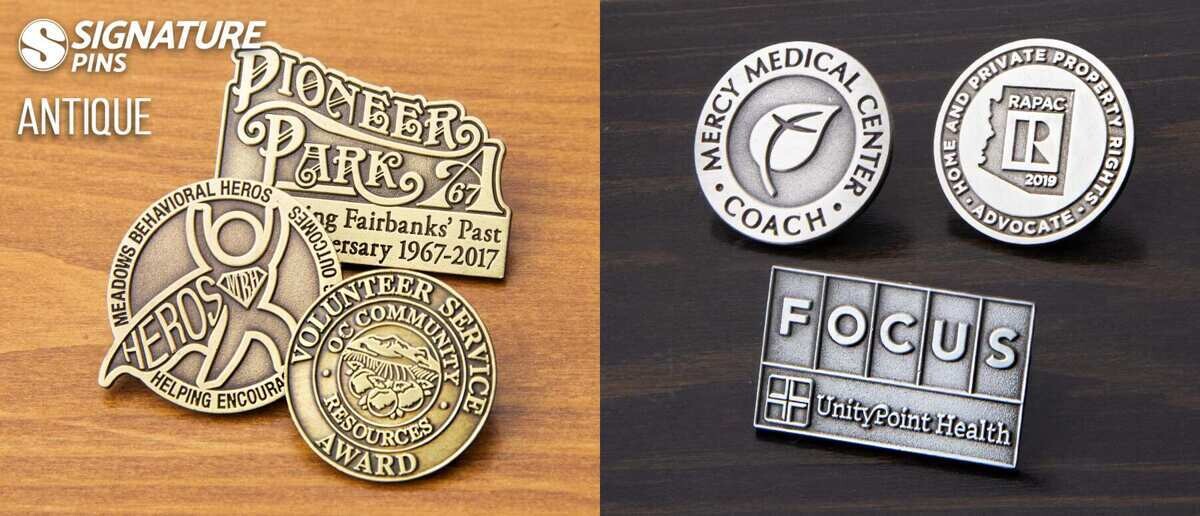 SIGNATURE
PINS
ANTIQUE
PIONEER
PARK
A
67
ing Fairbanks' Past
ersary 1967-2017
MEADOWS BEHAVIORAL HEROS
OUTCOMES
MBH
HEROS
HELPING ENCOURA
VOLUNTEER SERVICE
OC COMMUNITY
RESOURCES
AWARD
MERCY MEDICAL CENTER
• COACH •
HOME AND PRIVATE PROPERTY RIGHTS
RAPAC
R
2019
• ADVOCATE •
FOCUS
UnityPoint Health